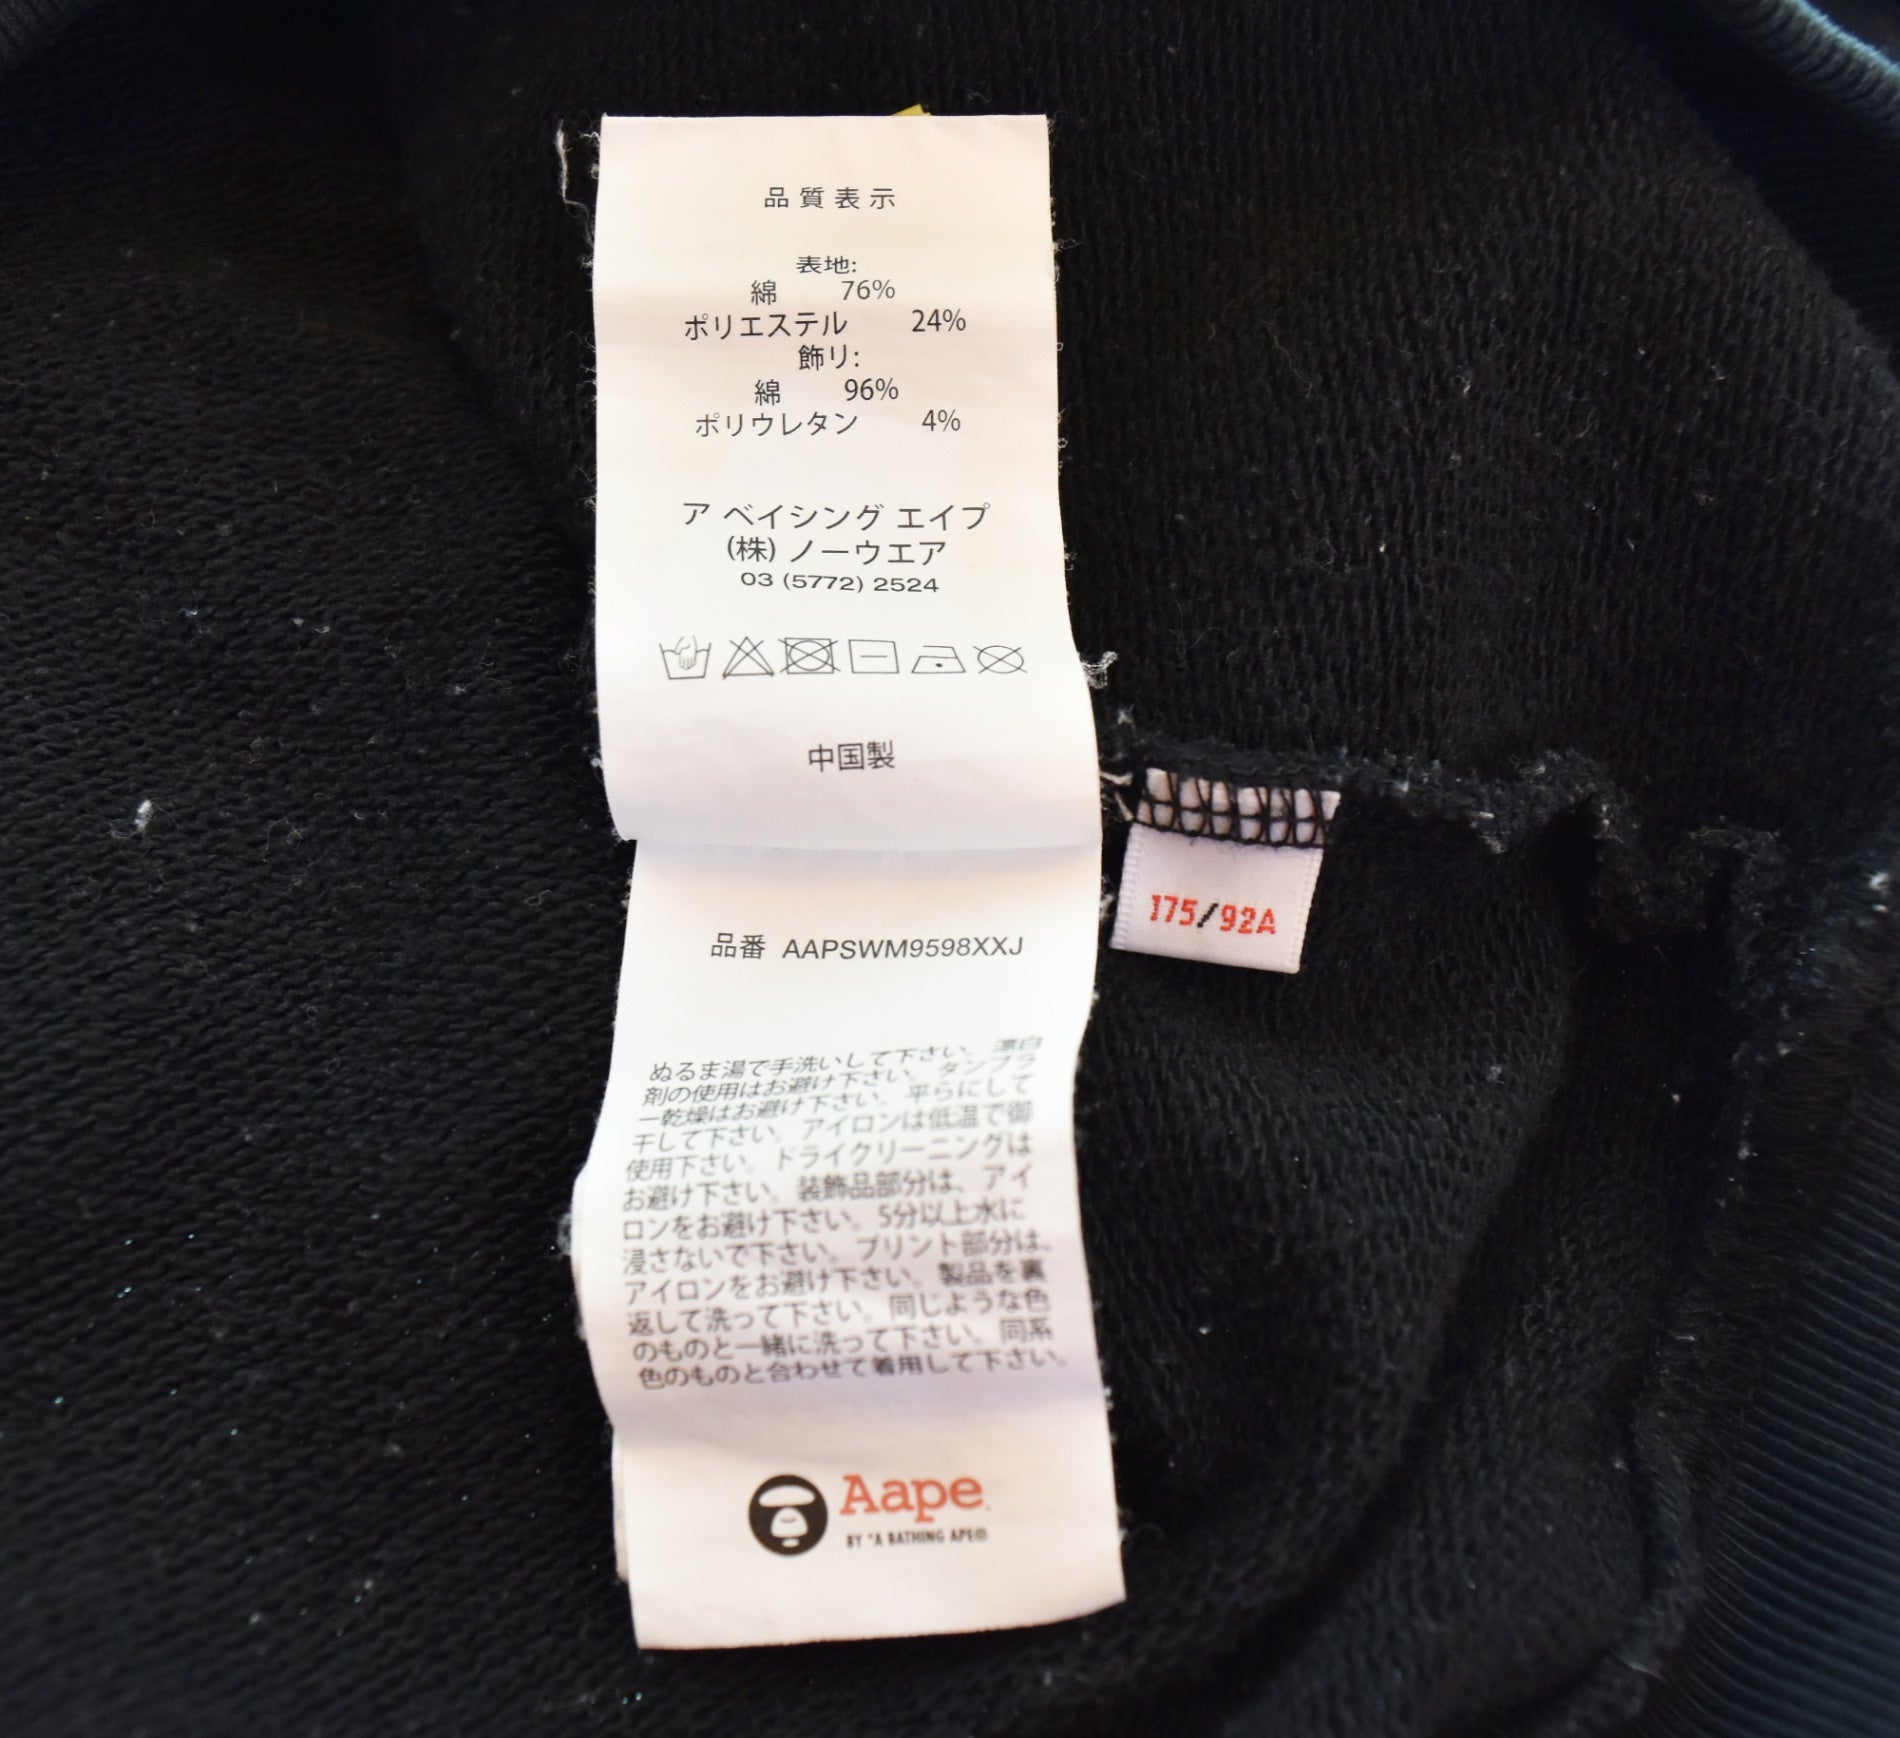 品質表示
表地:
綿 76%
ポリエステル 24%
飾り:
綿 96%
ポリウレタン 4%
ア ベイシング エイプ
(株) ノーウエア
03 (5772) 2524
中国製
175/92A
品番 AAPSWM9598XXJ
ぬるま湯で手洗いして下さい。漂白
剤の使用はお避け下さい。タンブラ
ー乾燥はお避け下さい。平らにして
干して下さい。アイロンは低温で御
使用下さい。ドライクリーニングは
お避け下さい。装飾品部分は、アイ
ロンをお避け下さい。5分以上水に
浸さないで下さい。プリント部分は、
アイロンをお避け下さい。製品を裏
返して洗って下さい。同じような色
のものと一緒に洗って下さい。同系
色のものと合わせて着用して下さい。
Aape
BY *A BATHING APE®